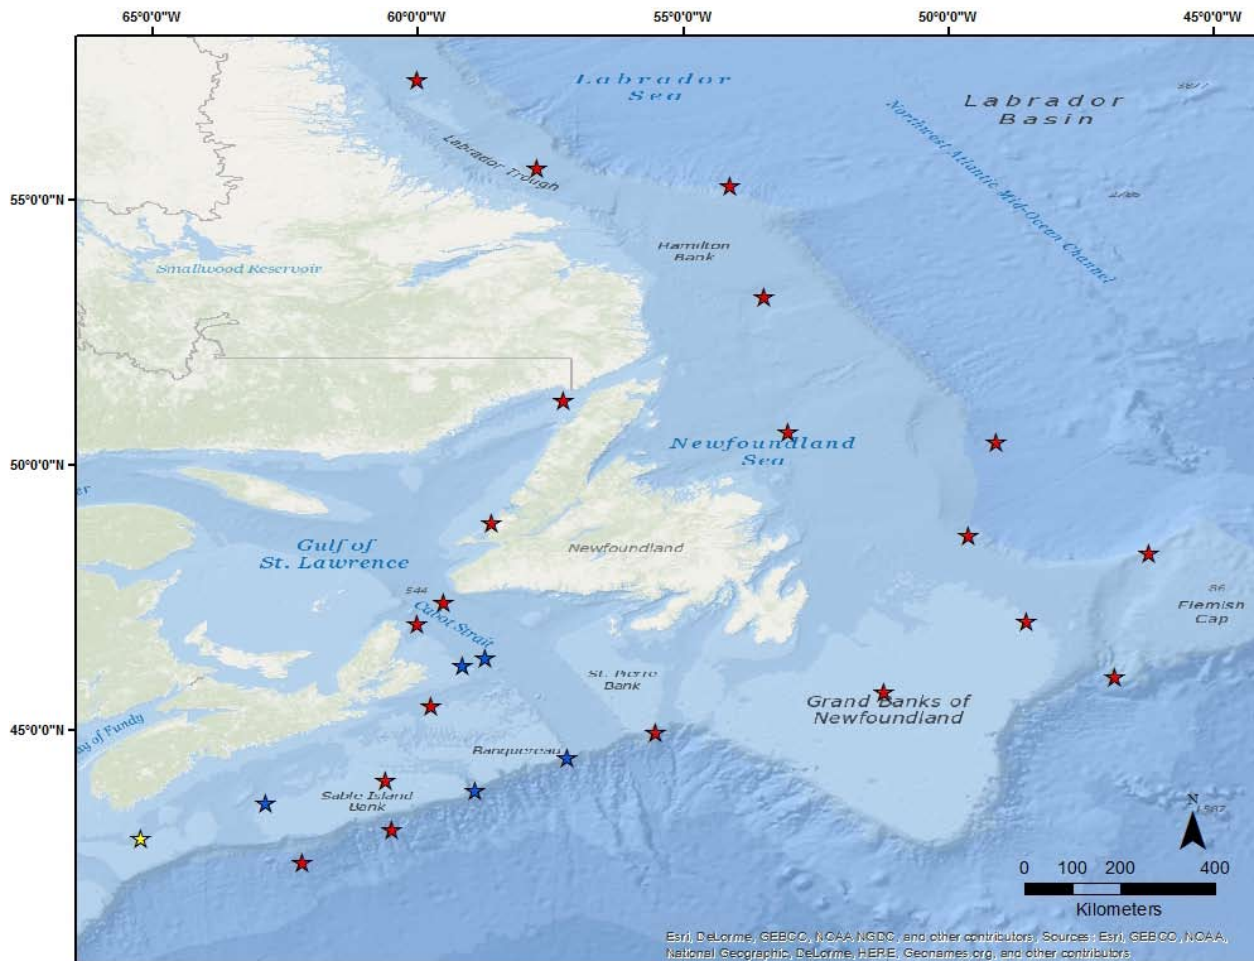 65°0'0"W 60°0'0"W 55°0'0"W 50°0'0"W 45°0'0"W
Labrador
Sea
Labrador
Basin
Northwest Atlantic Mid-Ocean Channel
Labrador Trough
55°0'0"N
Hamilton
Bank
Smallwood Reservoir
Newfoundland
Sea
50°0'0"N
Gulf of
St. Lawrence
Newfoundland
544
Cabot Strait
86
Flemish
Cap
St. Pierre
Bank
Grand Banks of
Newfoundland
45°0'0"N
ay of Fundy
Banquereau
Sable Island
Bank
N
1587
0 100 200 400
Kilometers
Esri, DeLorme, GEBCO, NOAA NGDC, and other contributors, Sources: Esri, GEBCO, NOAA,
National Geographic, DeLorme, HERE, Geonames.org, and other contributors